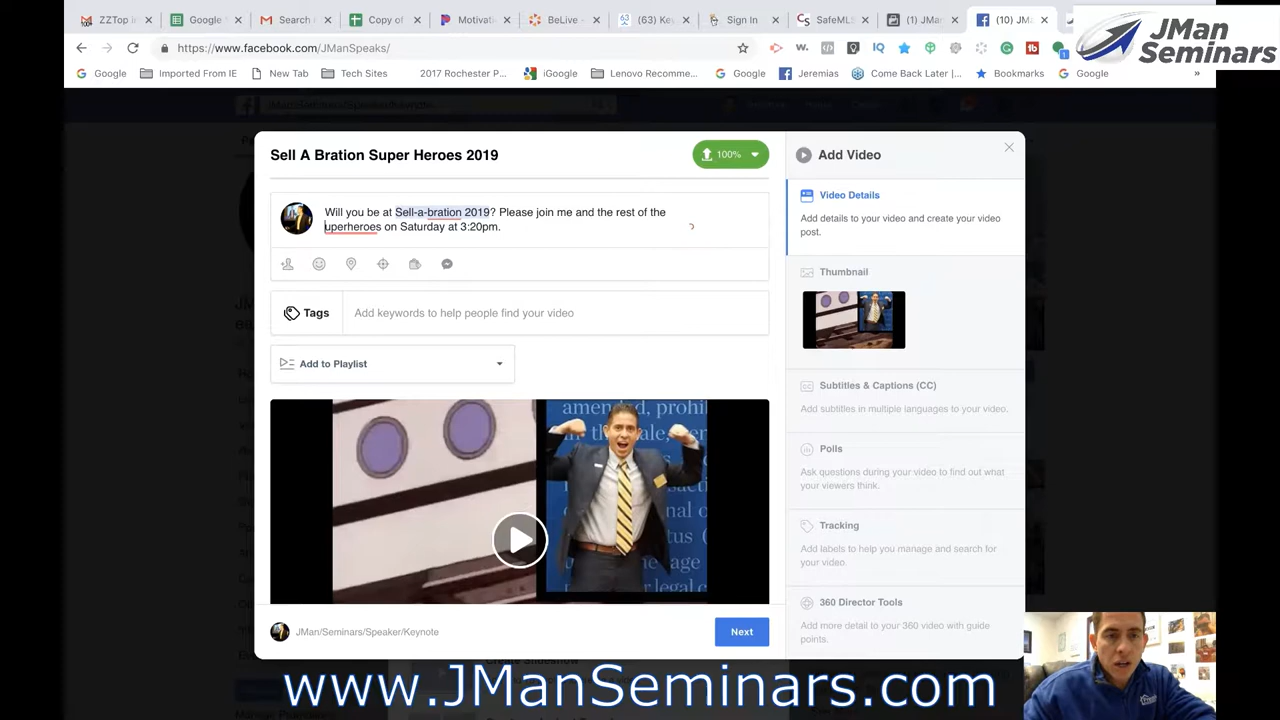 ZZTop i
Google
Search
Copy of
Motivati
BeLive -
(63) Ke
Sign In
SafeMLS
(1) JMar
(10) JM
JMan
Seminars
https://www.facebook.com/JManSpeaks/
Google
Imported From IE
New Tab
Tech Sites
2017 Rochester P...
iGoogle
Lenovo Recomme...
Google
Jeremias
Come Back Later |...
Bookmarks
Google
»
Sell A Bration Super Heroes 2019
100%
Add Video
Will you be at Sell-a-bration 2019? Please join me and the rest of the
uperheroes on Saturday at 3:20pm.
Video Details
Add details to your video and create your video
post.
Thumbnail
Tags
Add keywords to help people find your video
Add to Playlist
Subtitles & Captions (CC)
Add subtitles in multiple languages to your video.
amended, prohib
Polls
Ask questions during your video to find out what
your viewers think.
Tracking
Add labels to help you manage and search for
your video.
r legal c
360 Director Tools
Add more detail to your 360 video with guide
points.
JMan/Seminars/Speaker/Keynote
Next
www.JManSeminars.com